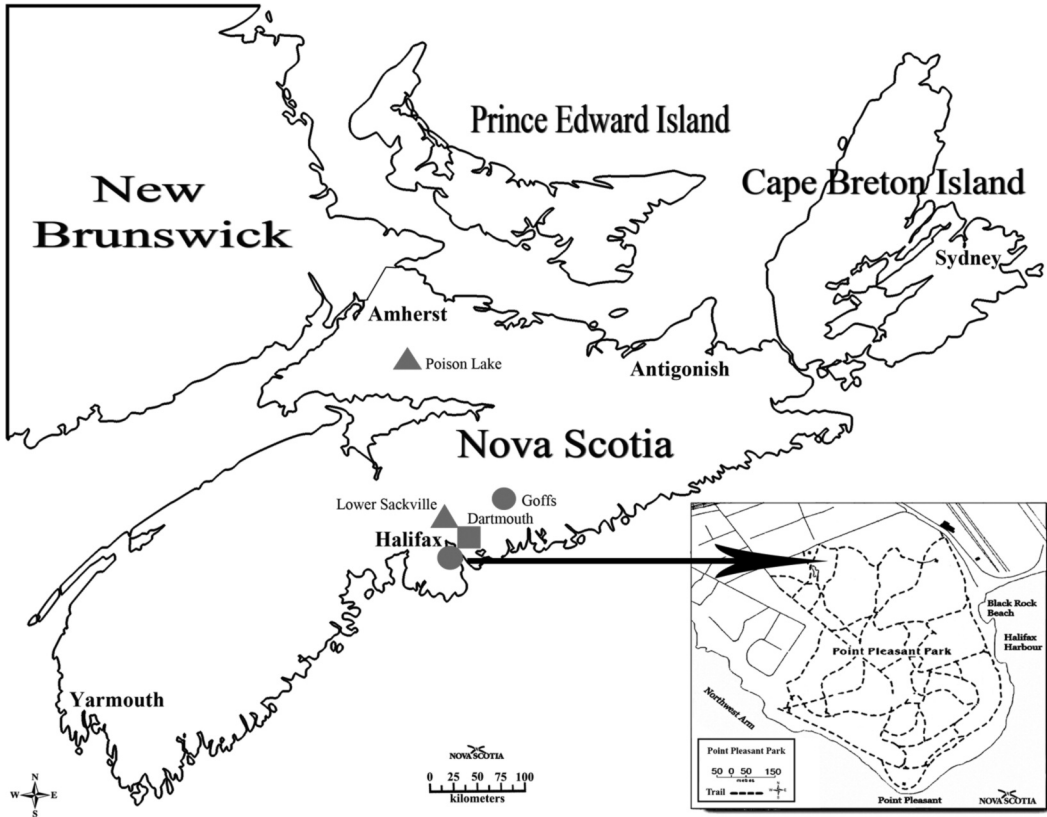 Prince Edward Island
New
Brunswick
Cape Breton Island
Sydney
Amherst
Poison Lake
Antigonish
Nova Scotia
Lower Sackville
Goffs
Dartmouth
Halifax
Yarmouth
Black Rock
Beach
Halifax
Harbour
Point Pleasant Park
Northwest Arm
Point Pleasant Park
50 0 50 150
metres
Trail
N
W E
S
Point Pleasant
NOVA SCOTIA
NOVA SCOTIA
0 25 50 75 100
kilometers
N
W E
S